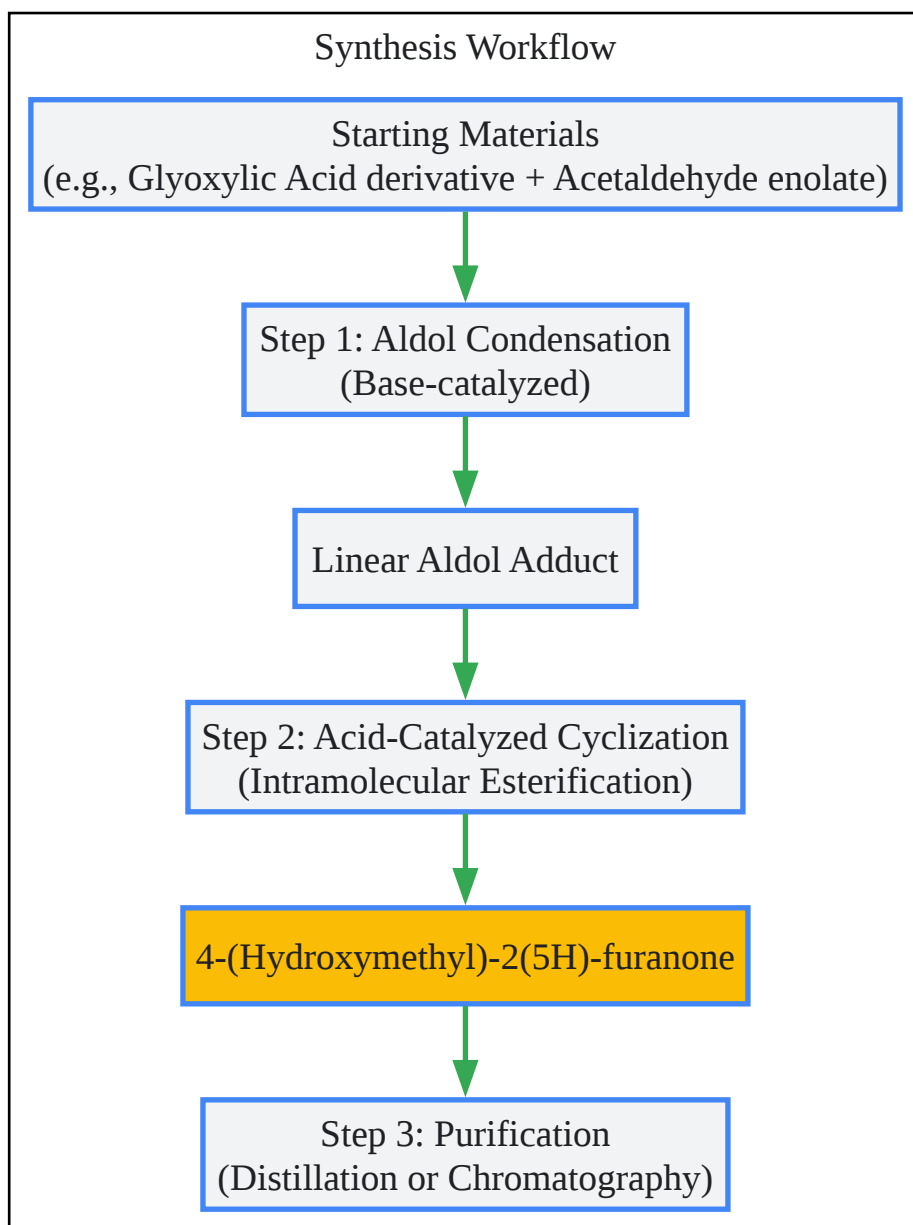 Synthesis Workflow
Starting Materials
(e.g., Glyoxylic Acid derivative + Acetaldehyde enolate)
Step 1: Aldol Condensation
(Base-catalyzed)
Linear Aldol Adduct
Step 2: Acid-Catalyzed Cyclization
(Intramolecular Esterification)
4-(Hydroxymethyl)-2(5H)-furanone
Step 3: Purification
(Distillation or Chromatography)